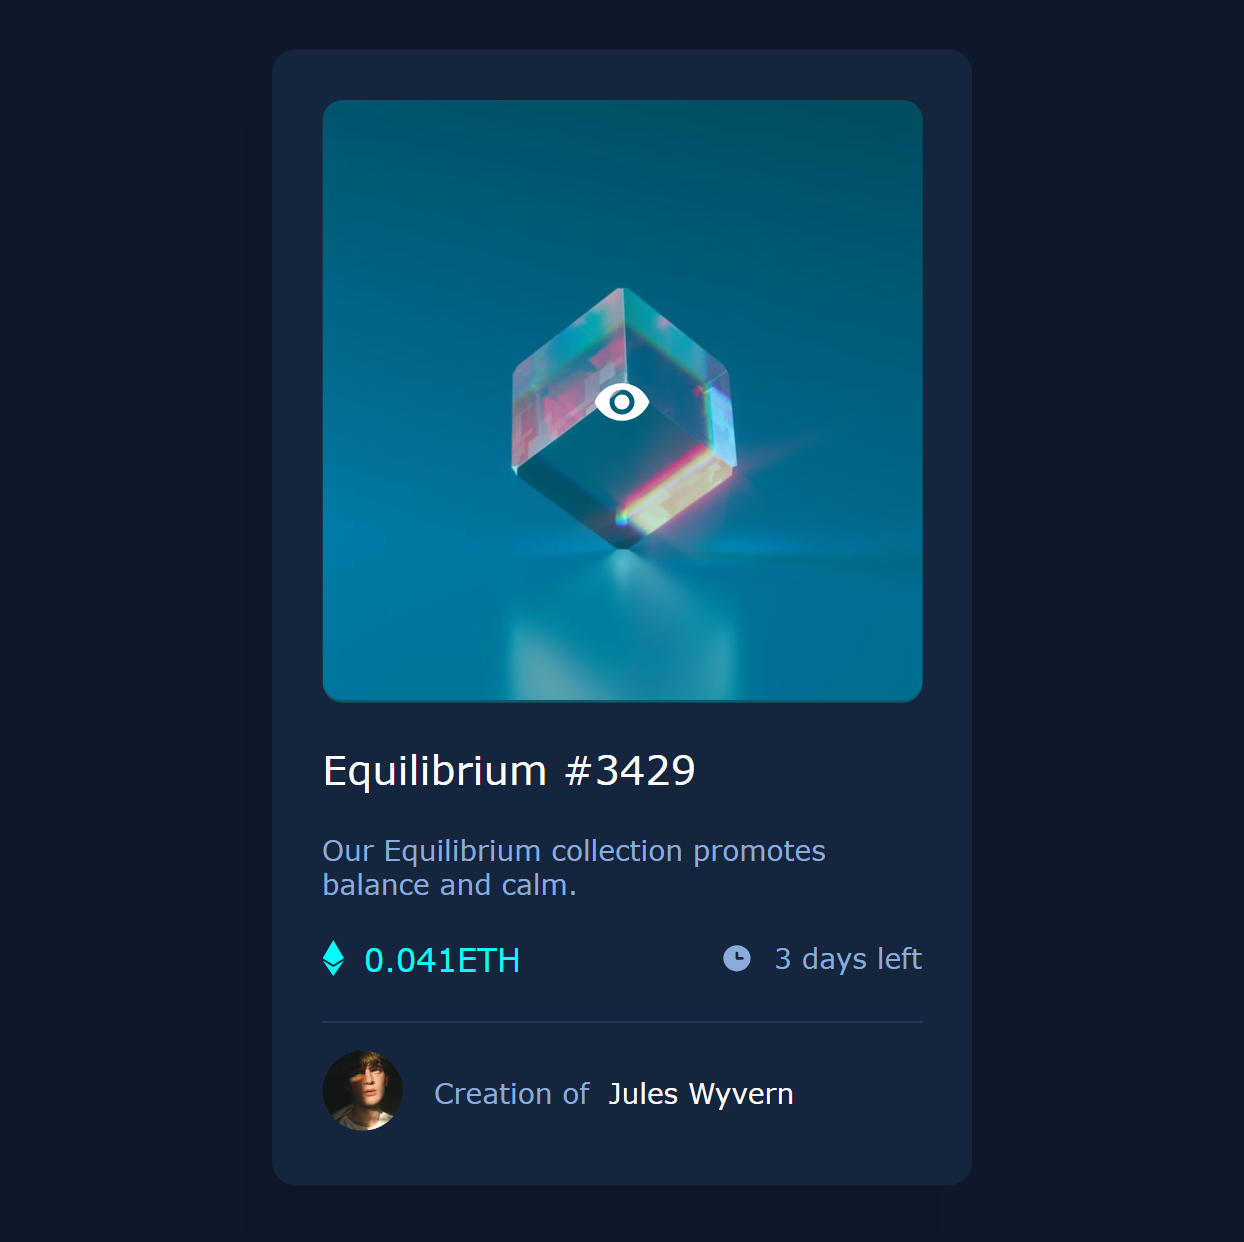 Equilibrium #3429
Our Equilibrium collection promotes
balance and calm.
0.041ETH
3 days left
Creation of Jules Wyvern